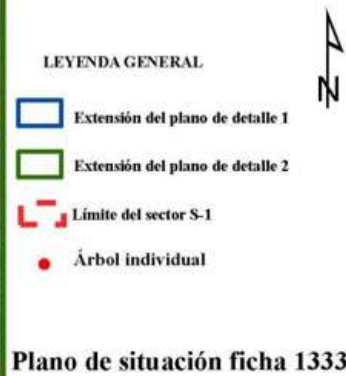 N
LEYENDA GENERAL
Extensión del plano de detalle 1
Extensión del plano de detalle 2
Límite del sector S-1
Árbol individual
Plano de situación ficha 1333